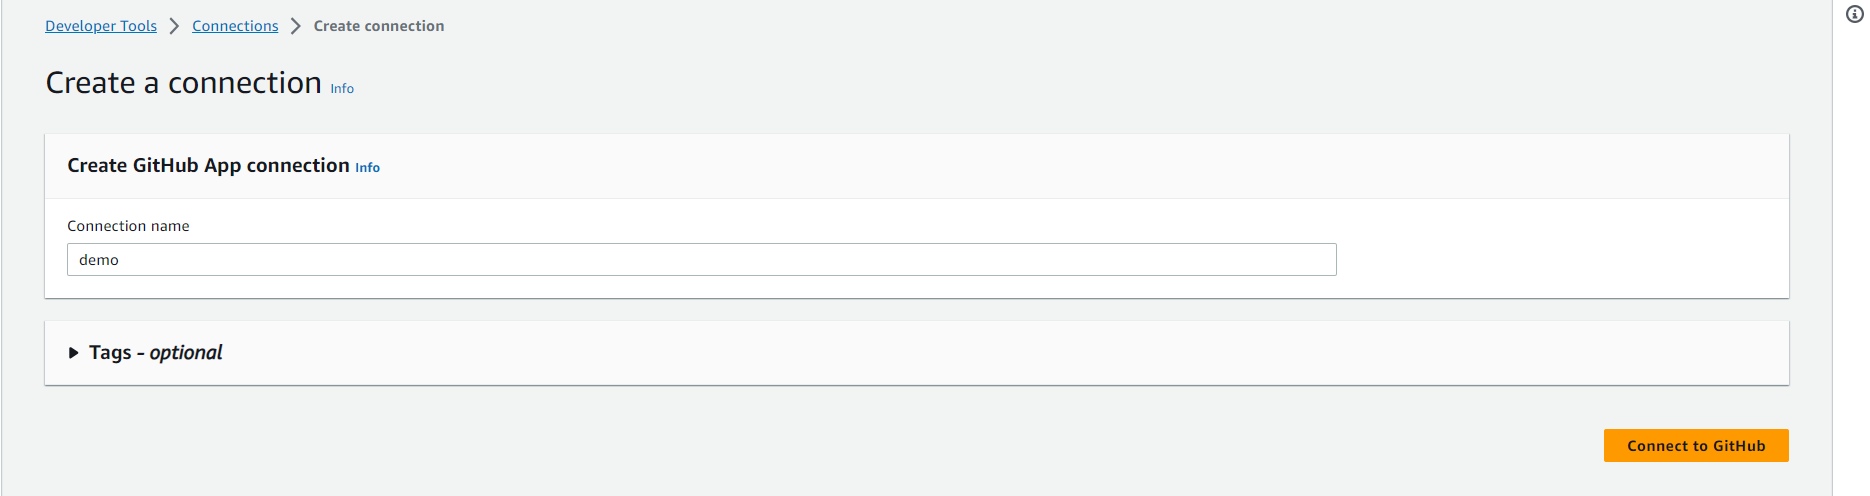 Developer Tools > Connections > Create connection
Create a connection Info
Create GitHub App connection Info
Connection name
demo
Tags - optional
Connect to GitHub